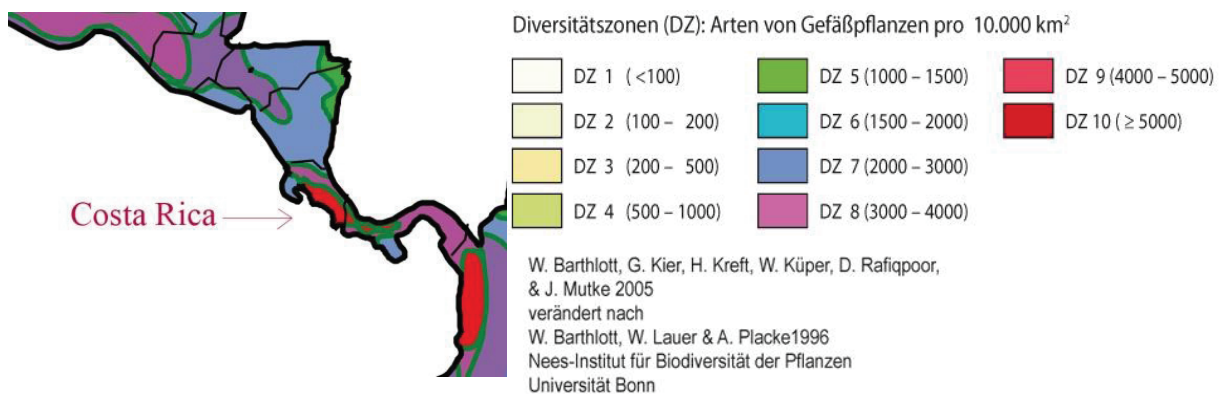 Costa Rica
Diversitätszonen (DZ): Arten von Gefäßpflanzen pro 10.000 km²
DZ 1 (<100)
DZ 2 (100 – 200)
DZ 3 (200 – 500)
DZ 4 (500 – 1000)
DZ 5 (1000 – 1500)
DZ 6 (1500 – 2000)
DZ 7 (2000 – 3000)
DZ 8 (3000 – 4000)
DZ 9 (4000 – 5000)
DZ 10 (≥ 5000)
W. Barthlott, G. Kier, H. Kreft, W. Küper, D. Rafiqpoor,
& J. Mutke 2005
verändert nach
W. Barthlott, W. Lauer & A. Placke1996
Nees-Institut für Biodiversität der Pflanzen
Universität Bonn